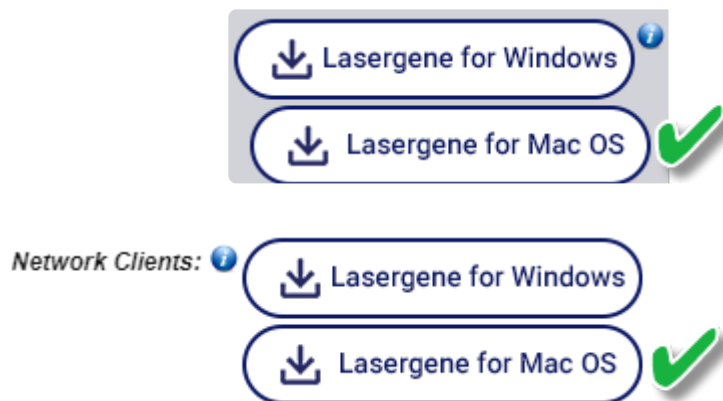 Lasergene for Windows
Lasergene for Mac OS
Network Clients:
Lasergene for Windows
Lasergene for Mac OS